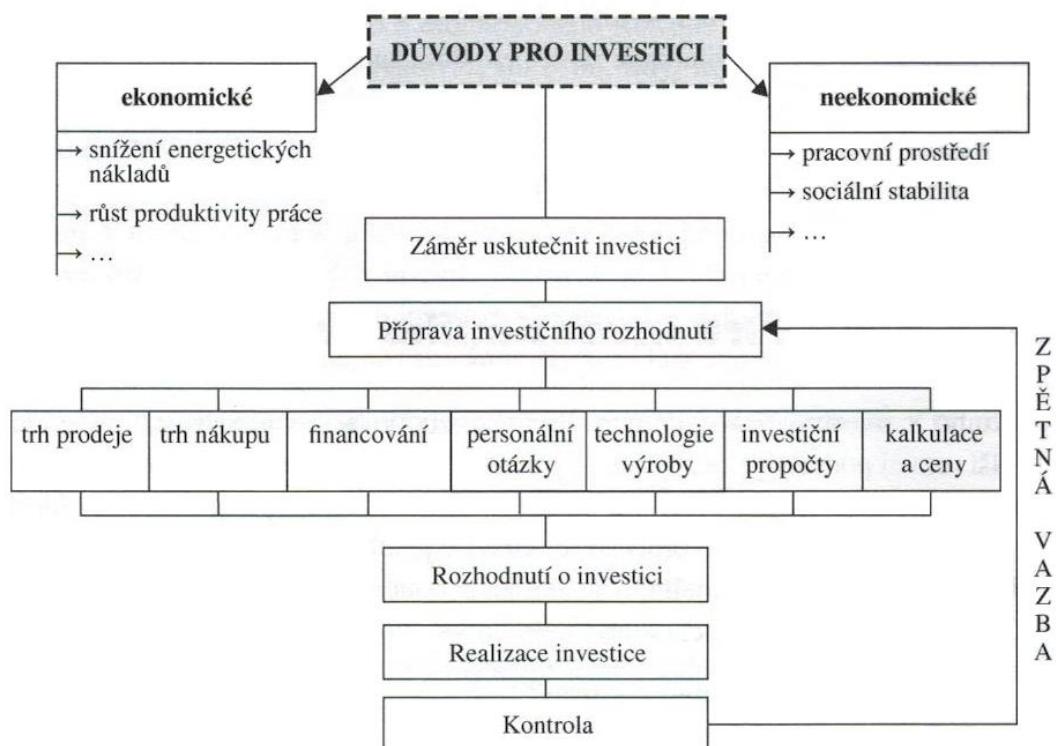 DŮVODY PRO INVESTICI
ekonomické
→ snížení energetických
nákladů
→ růst produktivity práce
→ …
neekonomické
→ pracovní prostředí
→ sociální stabilita
→ …
Záměr uskutečnit investici
Příprava investičního rozhodnutí
trh prodeje
trh nákupu
financování
personální
otázky
technologie
výroby
investiční
propočty
kalkulace
a ceny
Rozhodnutí o investici
Realizace investice
Kontrola
ZPĚTNÁ VAZBA